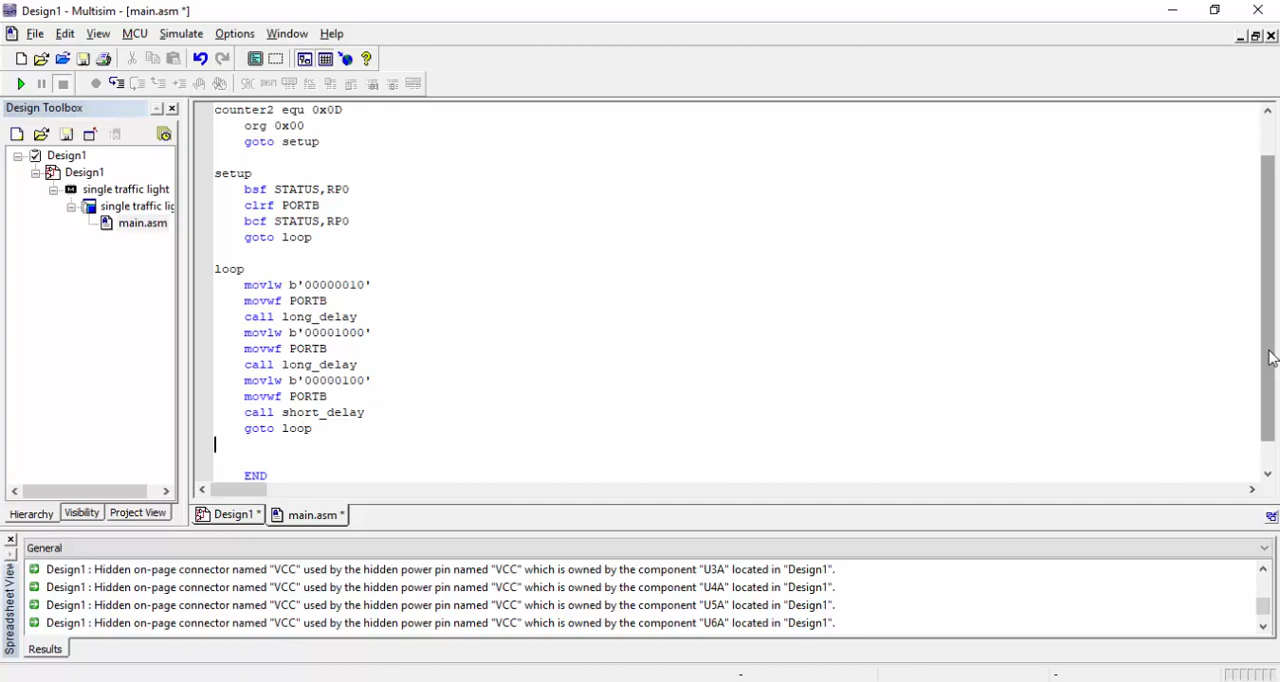 Design1 - Multisim - [main.asm *]
File Edit View MCU Simulate Options Window Help
Design Toolbox
Design1
Design1
single traffic light
single traffic lig
main.asm
Hierarchy Visibility Project View
counter2 equ 0x0D
org 0x00
goto setup
setup
bsf STATUS,RP0
clrf PORTB
bcf STATUS,RP0
goto loop
loop
movlw b'00000010'
movwf PORTB
call long_delay
movlw b'00001000'
movwf PORTB
call long_delay
movlw b'00000100'
movwf PORTB
call short_delay
goto loop
END
Design1 * main.asm *
Spreadsheet View
General
Design1 : Hidden on-page connector named "VCC" used by the hidden power pin named "VCC" which is owned by the component "U3A" located in "Design1".
Design1 : Hidden on-page connector named "VCC" used by the hidden power pin named "VCC" which is owned by the component "U4A" located in "Design1".
Design1 : Hidden on-page connector named "VCC" used by the hidden power pin named "VCC" which is owned by the component "U5A" located in "Design1".
Design1 : Hidden on-page connector named "VCC" used by the hidden power pin named "VCC" which is owned by the component "U6A" located in "Design1".
Results
- -